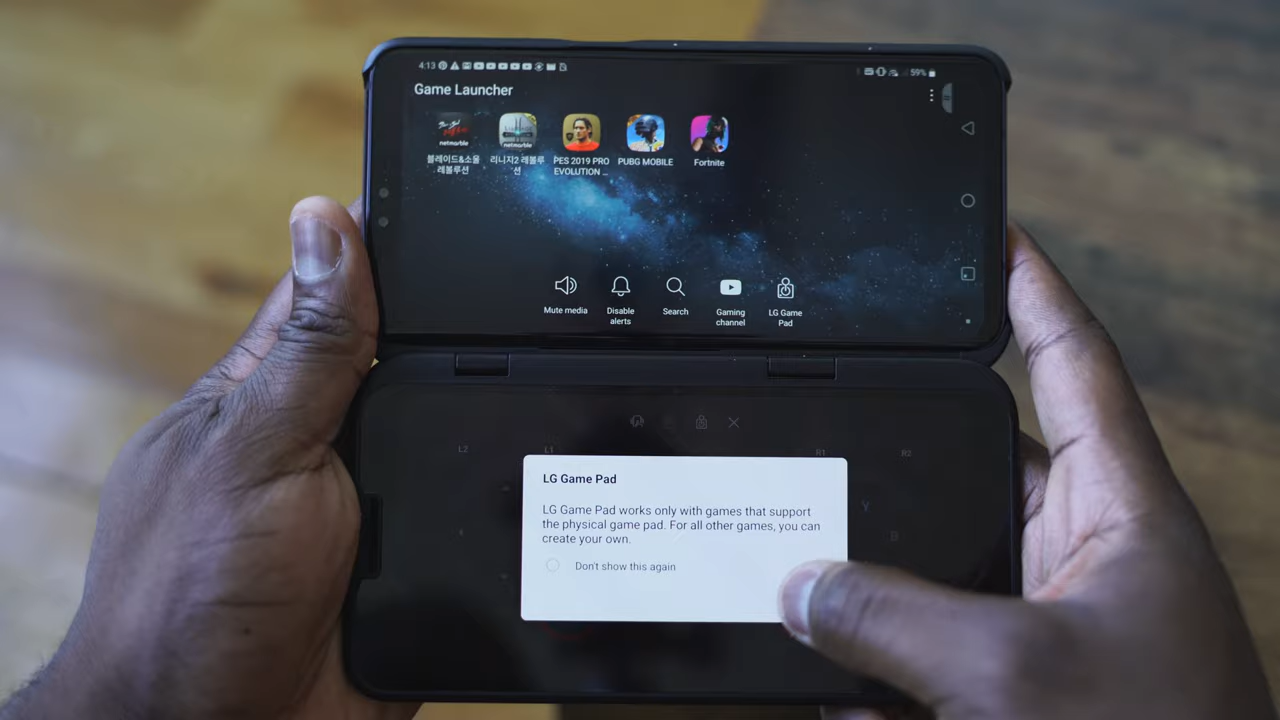 4:13
59%
Game Launcher
netmarble
netmarble
블레이드&소울
레볼루션
리니지2 레볼루
션
PES 2019 PRO
EVOLUTION ...
PUBG MOBILE
Fortnite
Mute media
Disable
alerts
Search
Gaming
channel
LG Game
Pad
L2
L1
R1
R2
Y
B
LG Game Pad
LG Game Pad works only with games that support
the physical game pad. For all other games, you can
create your own.
Don't show this again